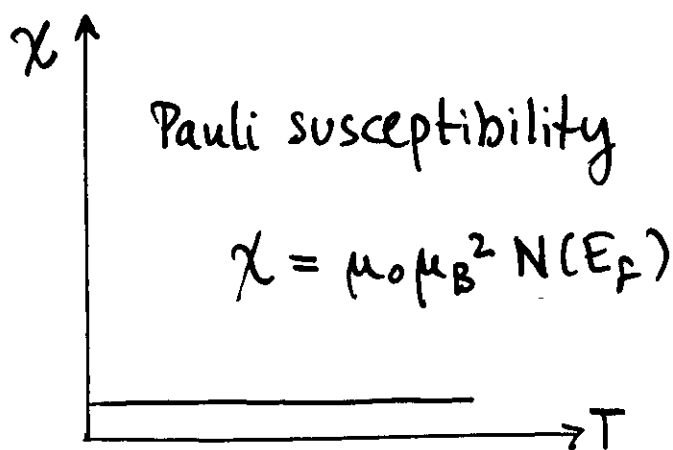 χ
Pauli susceptibility
χ = μ₀μ_B² N(E_F)
T